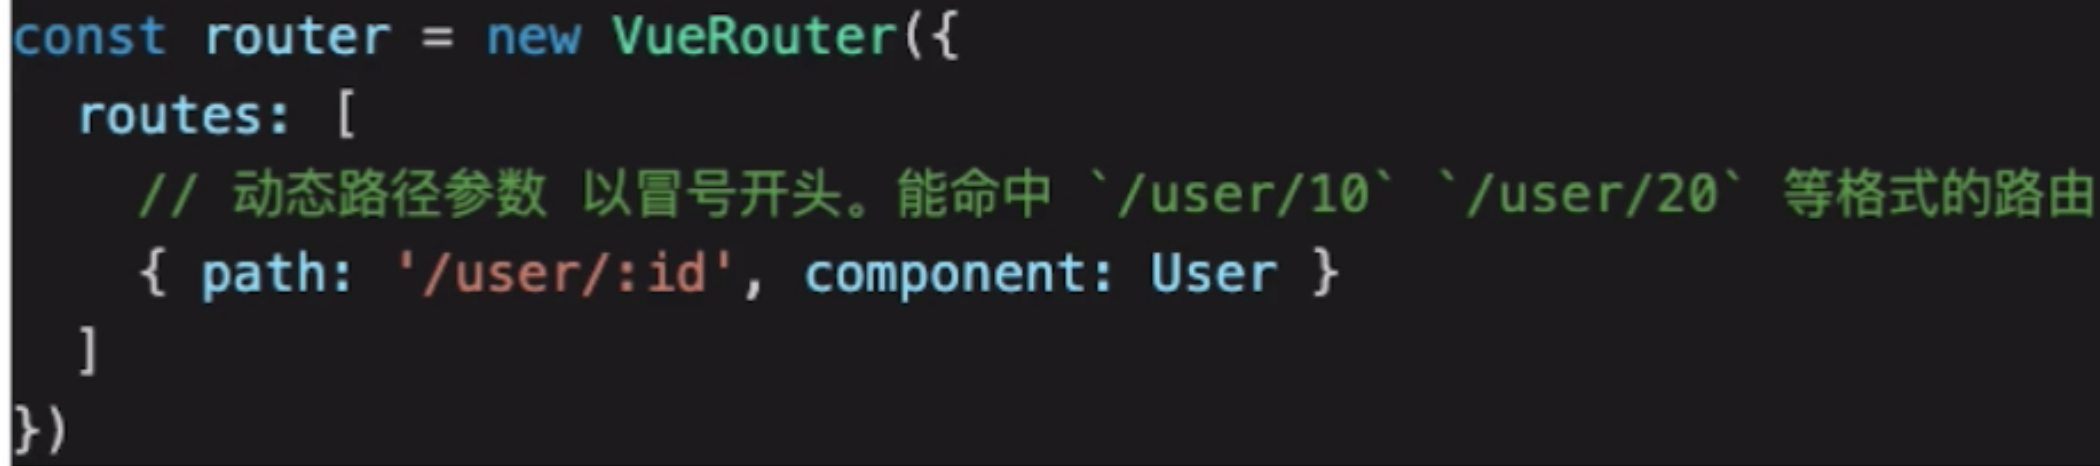 const router = new VueRouter({
  routes: [
    // 动态路径参数 以冒号开头。能命中 `/user/10` `/user/20` 等格式的路由
    { path: '/user/:id', component: User }
  ]
})